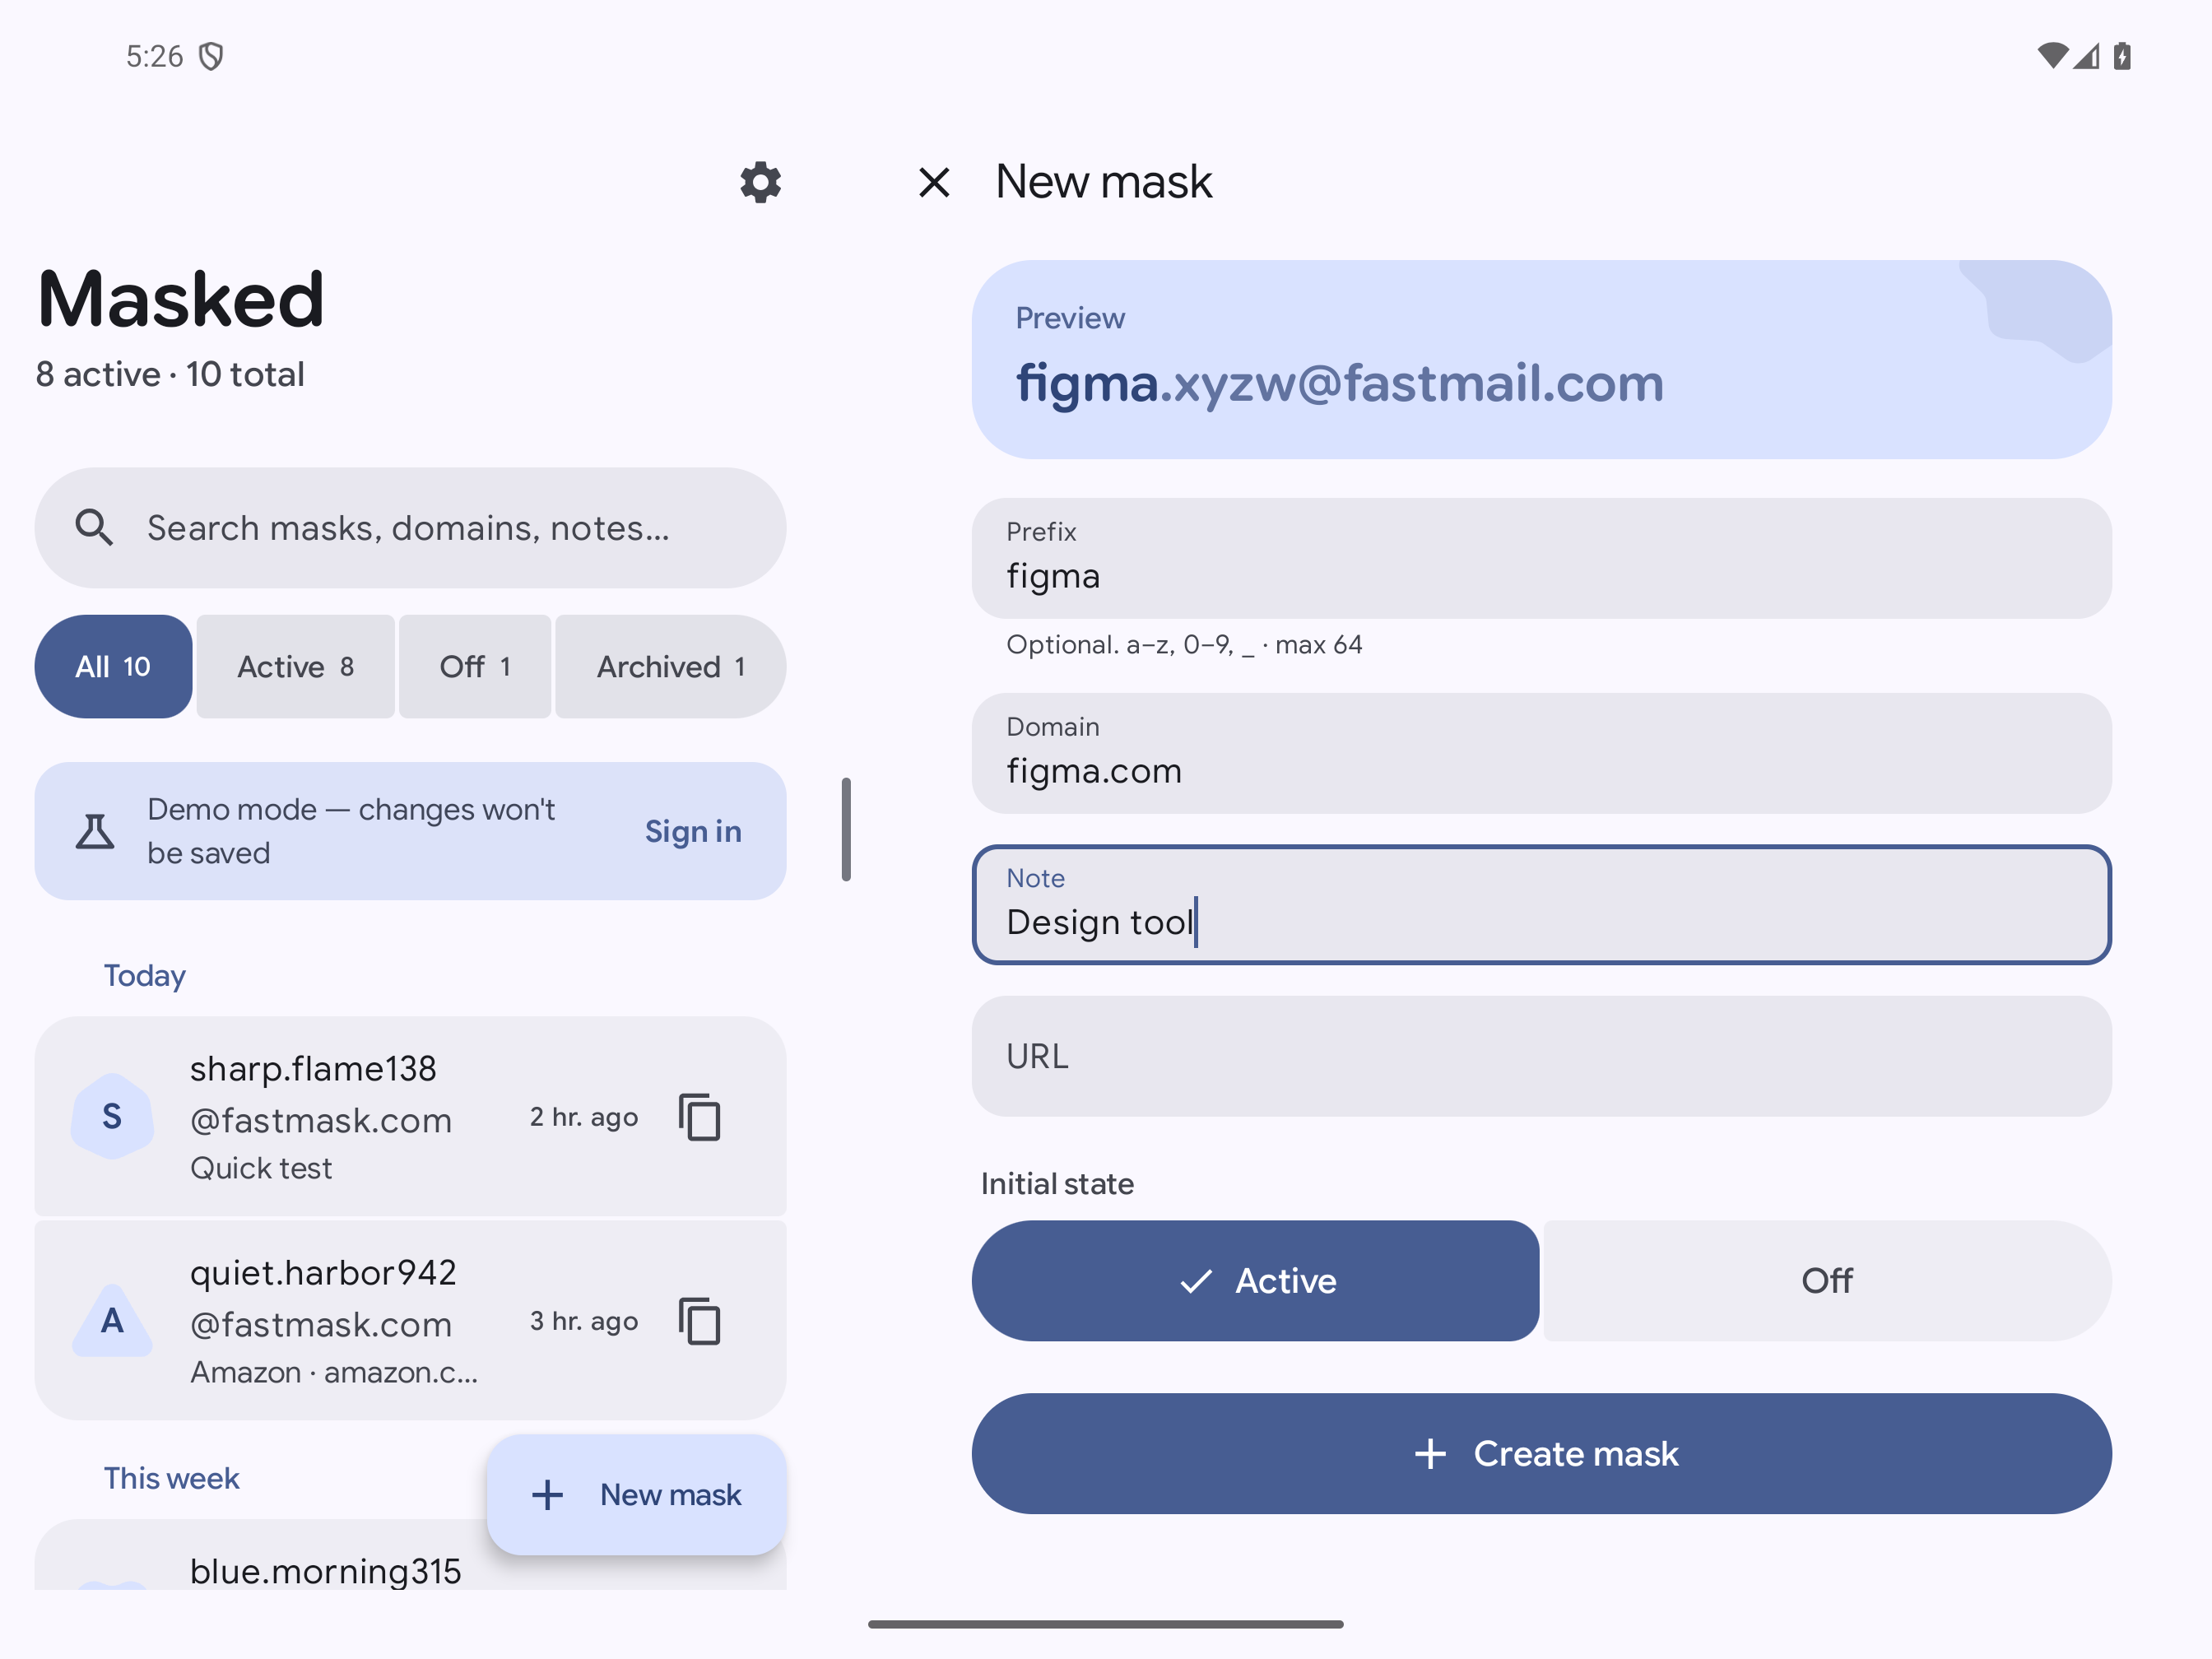 5:26
Masked
8 active · 10 total
Search masks, domains, notes...
All 10
Active 8
Off 1
Archived 1
Demo mode — changes won't
be saved
Sign in
Today
S
sharp.flame138
@fastmask.com
Quick test
2 hr. ago
A
quiet.harbor942
@fastmask.com
Amazon · amazon.c...
3 hr. ago
This week
New mask
blue.morning315
New mask
Preview
figma.xyzw@fastmail.com
Prefix
figma
Optional. a–z, 0–9, _ · max 64
Domain
figma.com
Note
Design tool
URL
Initial state
Active
Off
Create mask